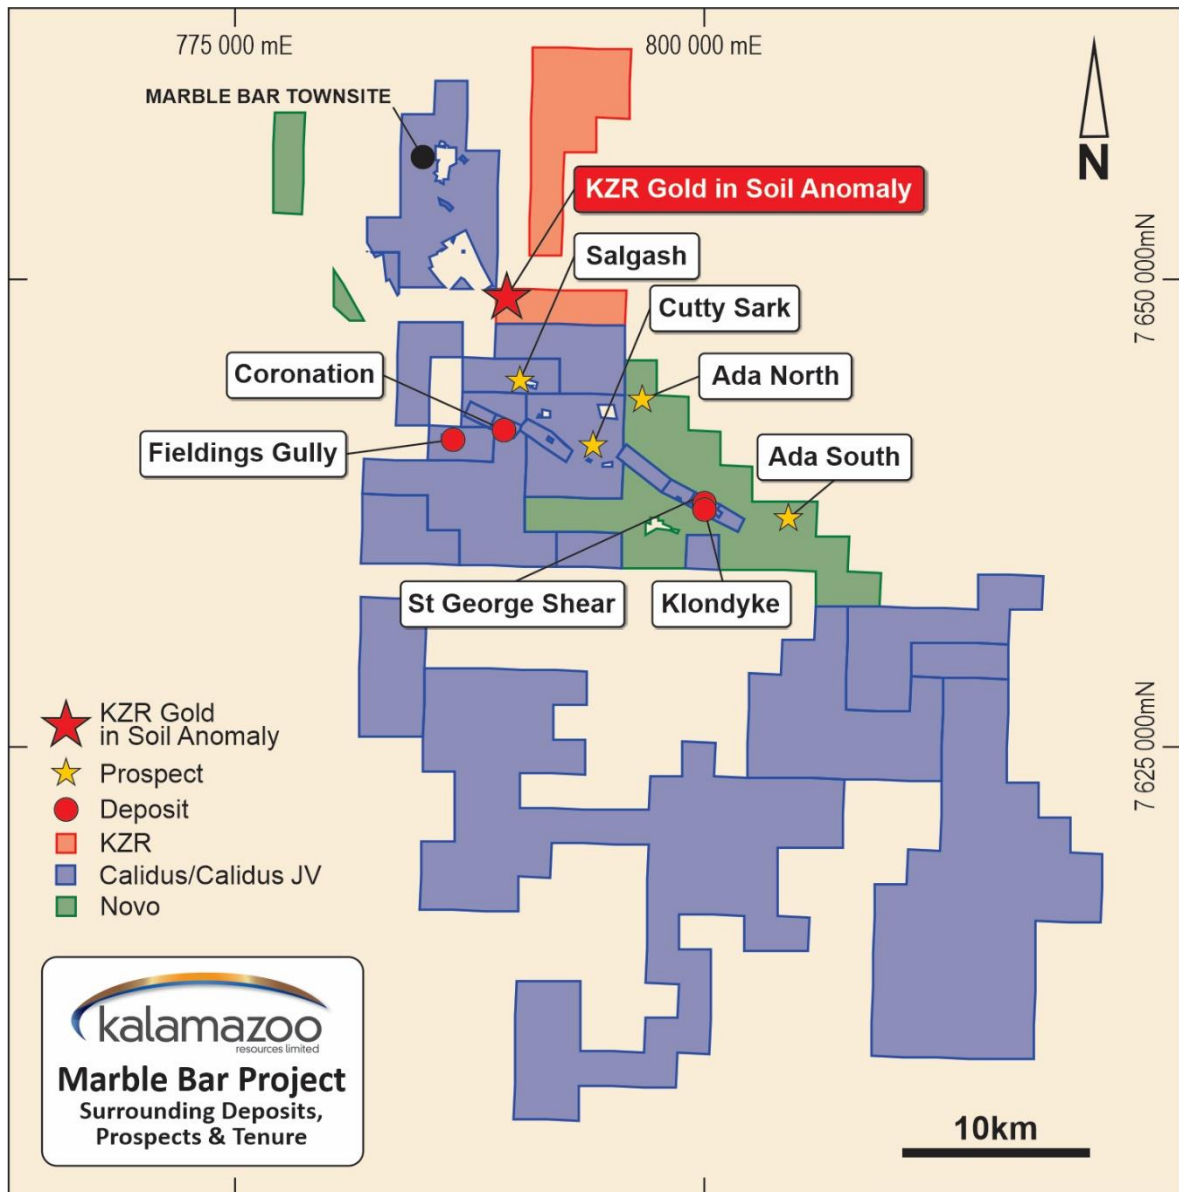 775 000 mE
800 000 mE
MARBLE BAR TOWNSITE
N
KZR Gold in Soil Anomaly
Salgash
7 650 000mN
Cutty Sark
Coronation
Ada North
Fieldings Gully
Ada South
St George Shear
Klondyke
KZR Gold
in Soil Anomaly
Prospect
Deposit
KZR
Calidus/Calidus JV
Novo
7 625 000mN
kalamazoo
resources limited
Marble Bar Project
Surrounding Deposits,
Prospects & Tenure
10km